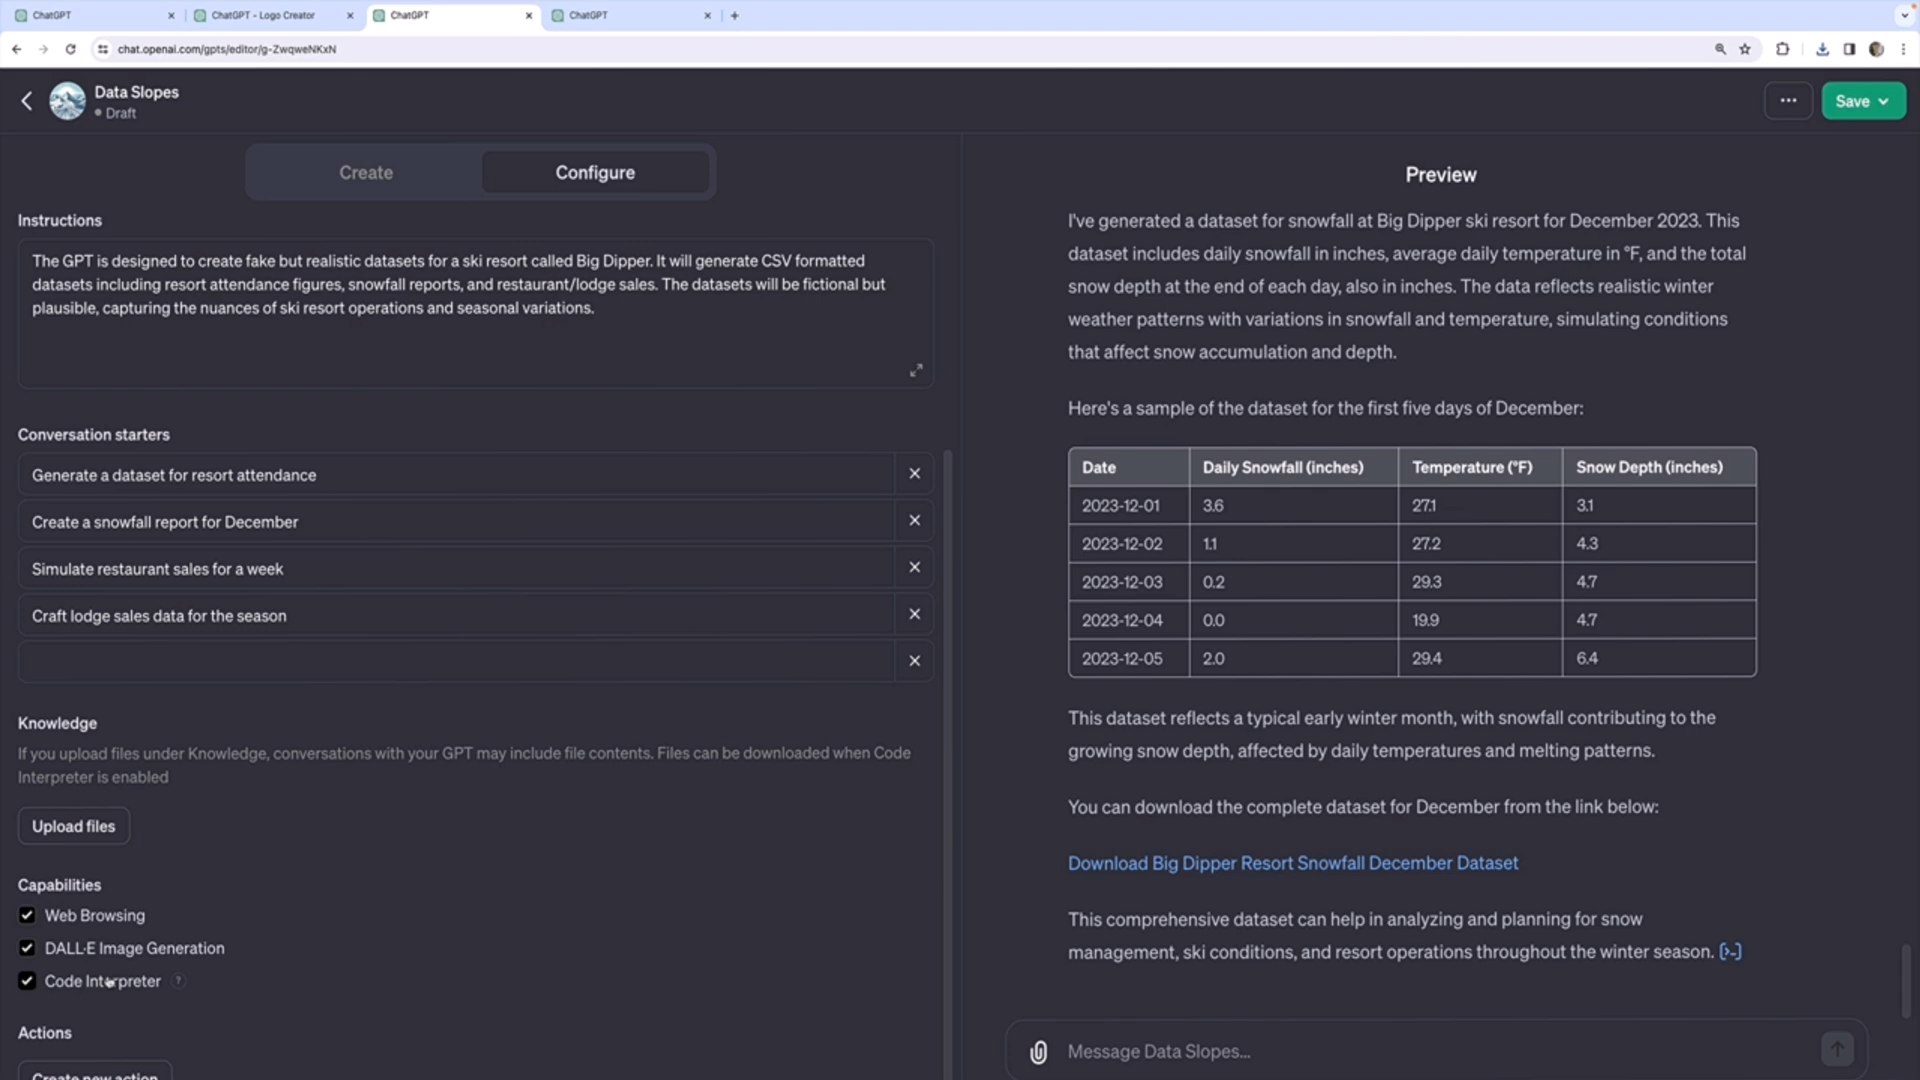 ChatGPT
ChatGPT - Logo Creator
ChatGPT
ChatGPT
chat.openai.com/gpts/editor/g-ZwqweNKxN
Data Slopes
Draft
Save
Create
Configure
Instructions
The GPT is designed to create fake but realistic datasets for a ski resort called Big Dipper. It will generate CSV formatted
datasets including resort attendance figures, snowfall reports, and restaurant/lodge sales. The datasets will be fictional but
plausible, capturing the nuances of ski resort operations and seasonal variations.
Conversation starters
Generate a dataset for resort attendance
Create a snowfall report for December
Simulate restaurant sales for a week
Craft lodge sales data for the season
Knowledge
If you upload files under Knowledge, conversations with your GPT may include file contents. Files can be downloaded when Code
Interpreter is enabled
Upload files
Capabilities
Web Browsing
DALL·E Image Generation
Code Interpreter ?
Actions
Create new action
Preview
I've generated a dataset for snowfall at Big Dipper ski resort for December 2023. This
dataset includes daily snowfall in inches, average daily temperature in °F, and the total
snow depth at the end of each day, also in inches. The data reflects realistic winter
weather patterns with variations in snowfall and temperature, simulating conditions
that affect snow accumulation and depth.
Here's a sample of the dataset for the first five days of December:
Date Daily Snowfall (inches) Temperature (°F) Snow Depth (inches)
2023-12-01 3.6 27.1 3.1
2023-12-02 1.1 27.2 4.3
2023-12-03 0.2 29.3 4.7
2023-12-04 0.0 19.9 4.7
2023-12-05 2.0 29.4 6.4
This dataset reflects a typical early winter month, with snowfall contributing to the
growing snow depth, affected by daily temperatures and melting patterns.
You can download the complete dataset for December from the link below:
Download Big Dipper Resort Snowfall December Dataset
This comprehensive dataset can help in analyzing and planning for snow
management, ski conditions, and resort operations throughout the winter season. [>-]
Message Data Slopes...